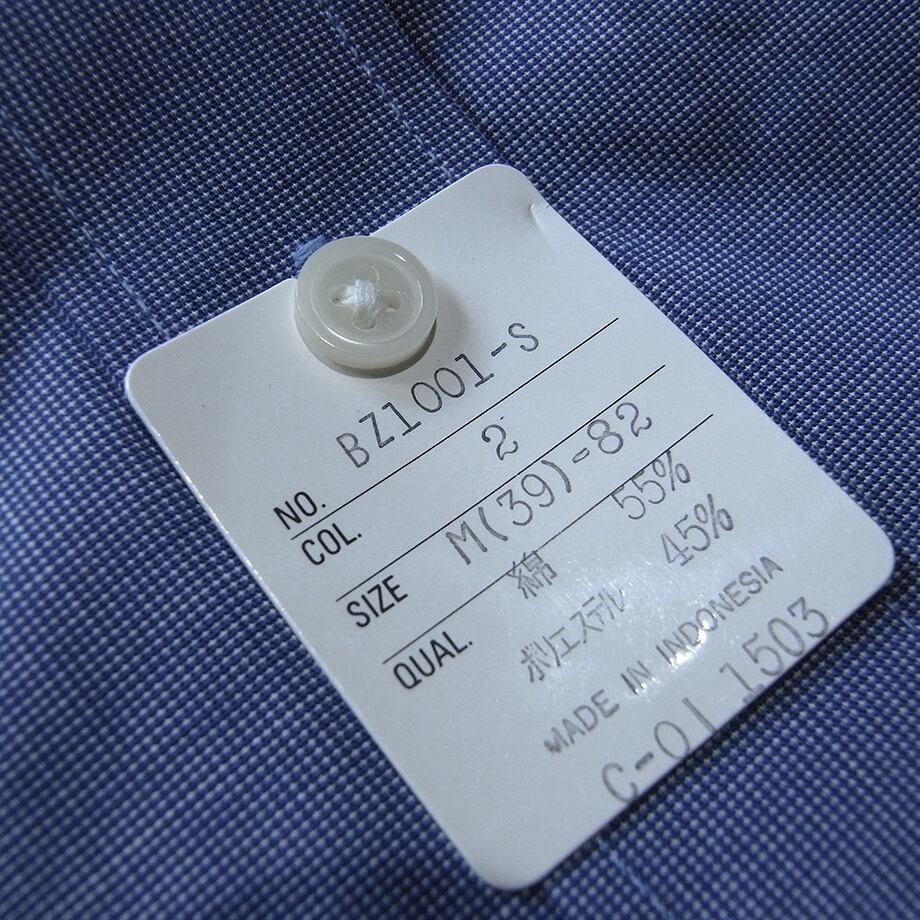 NO. BZ1001-S
COL. 2
SIZE M(39)-82
QUAL. 綿 55%
ポリエステル 45%
MADE IN INDONESIA
C-01 1503